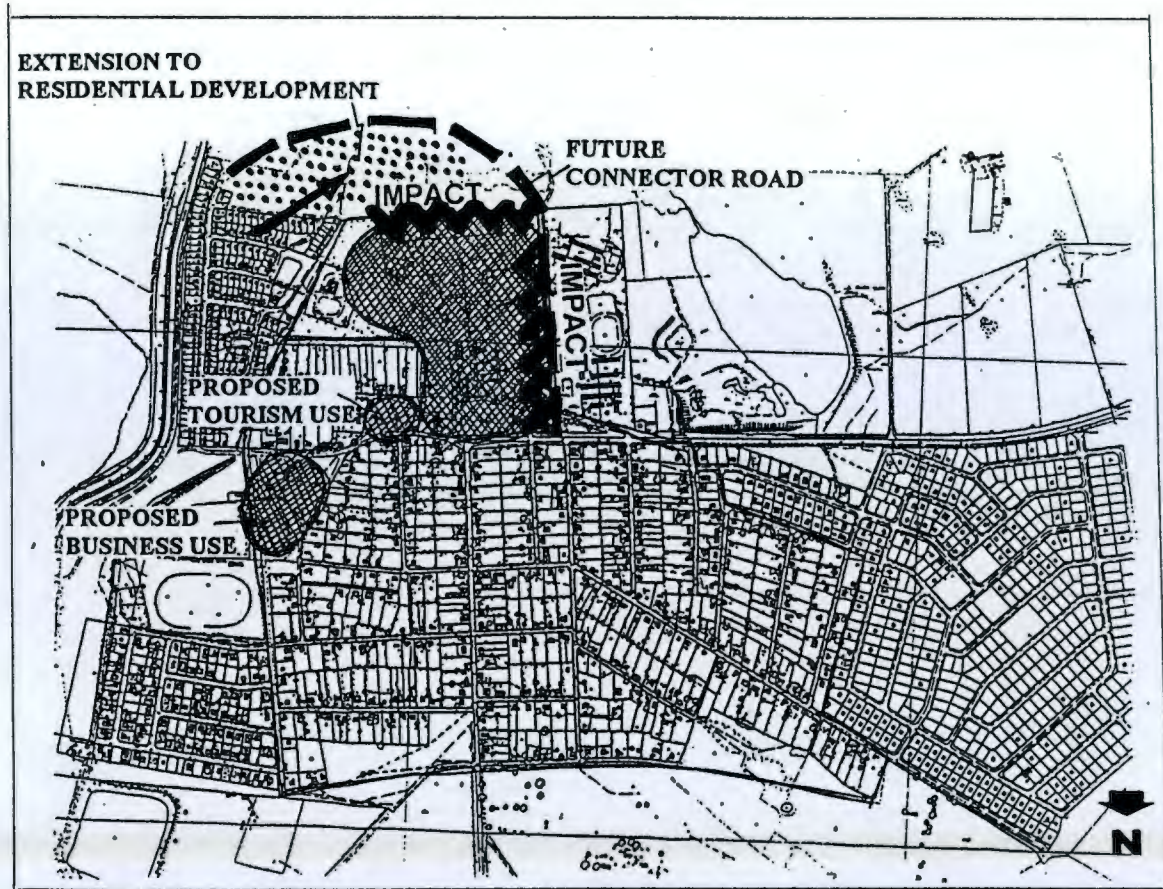 EXTENSION TO
RESIDENTIAL DEVELOPMENT
FUTURE
CONNECTOR ROAD
IMPACT
IMPACT
PROPOSED
TOURISM USE
PROPOSED
BUSINESS USE
N